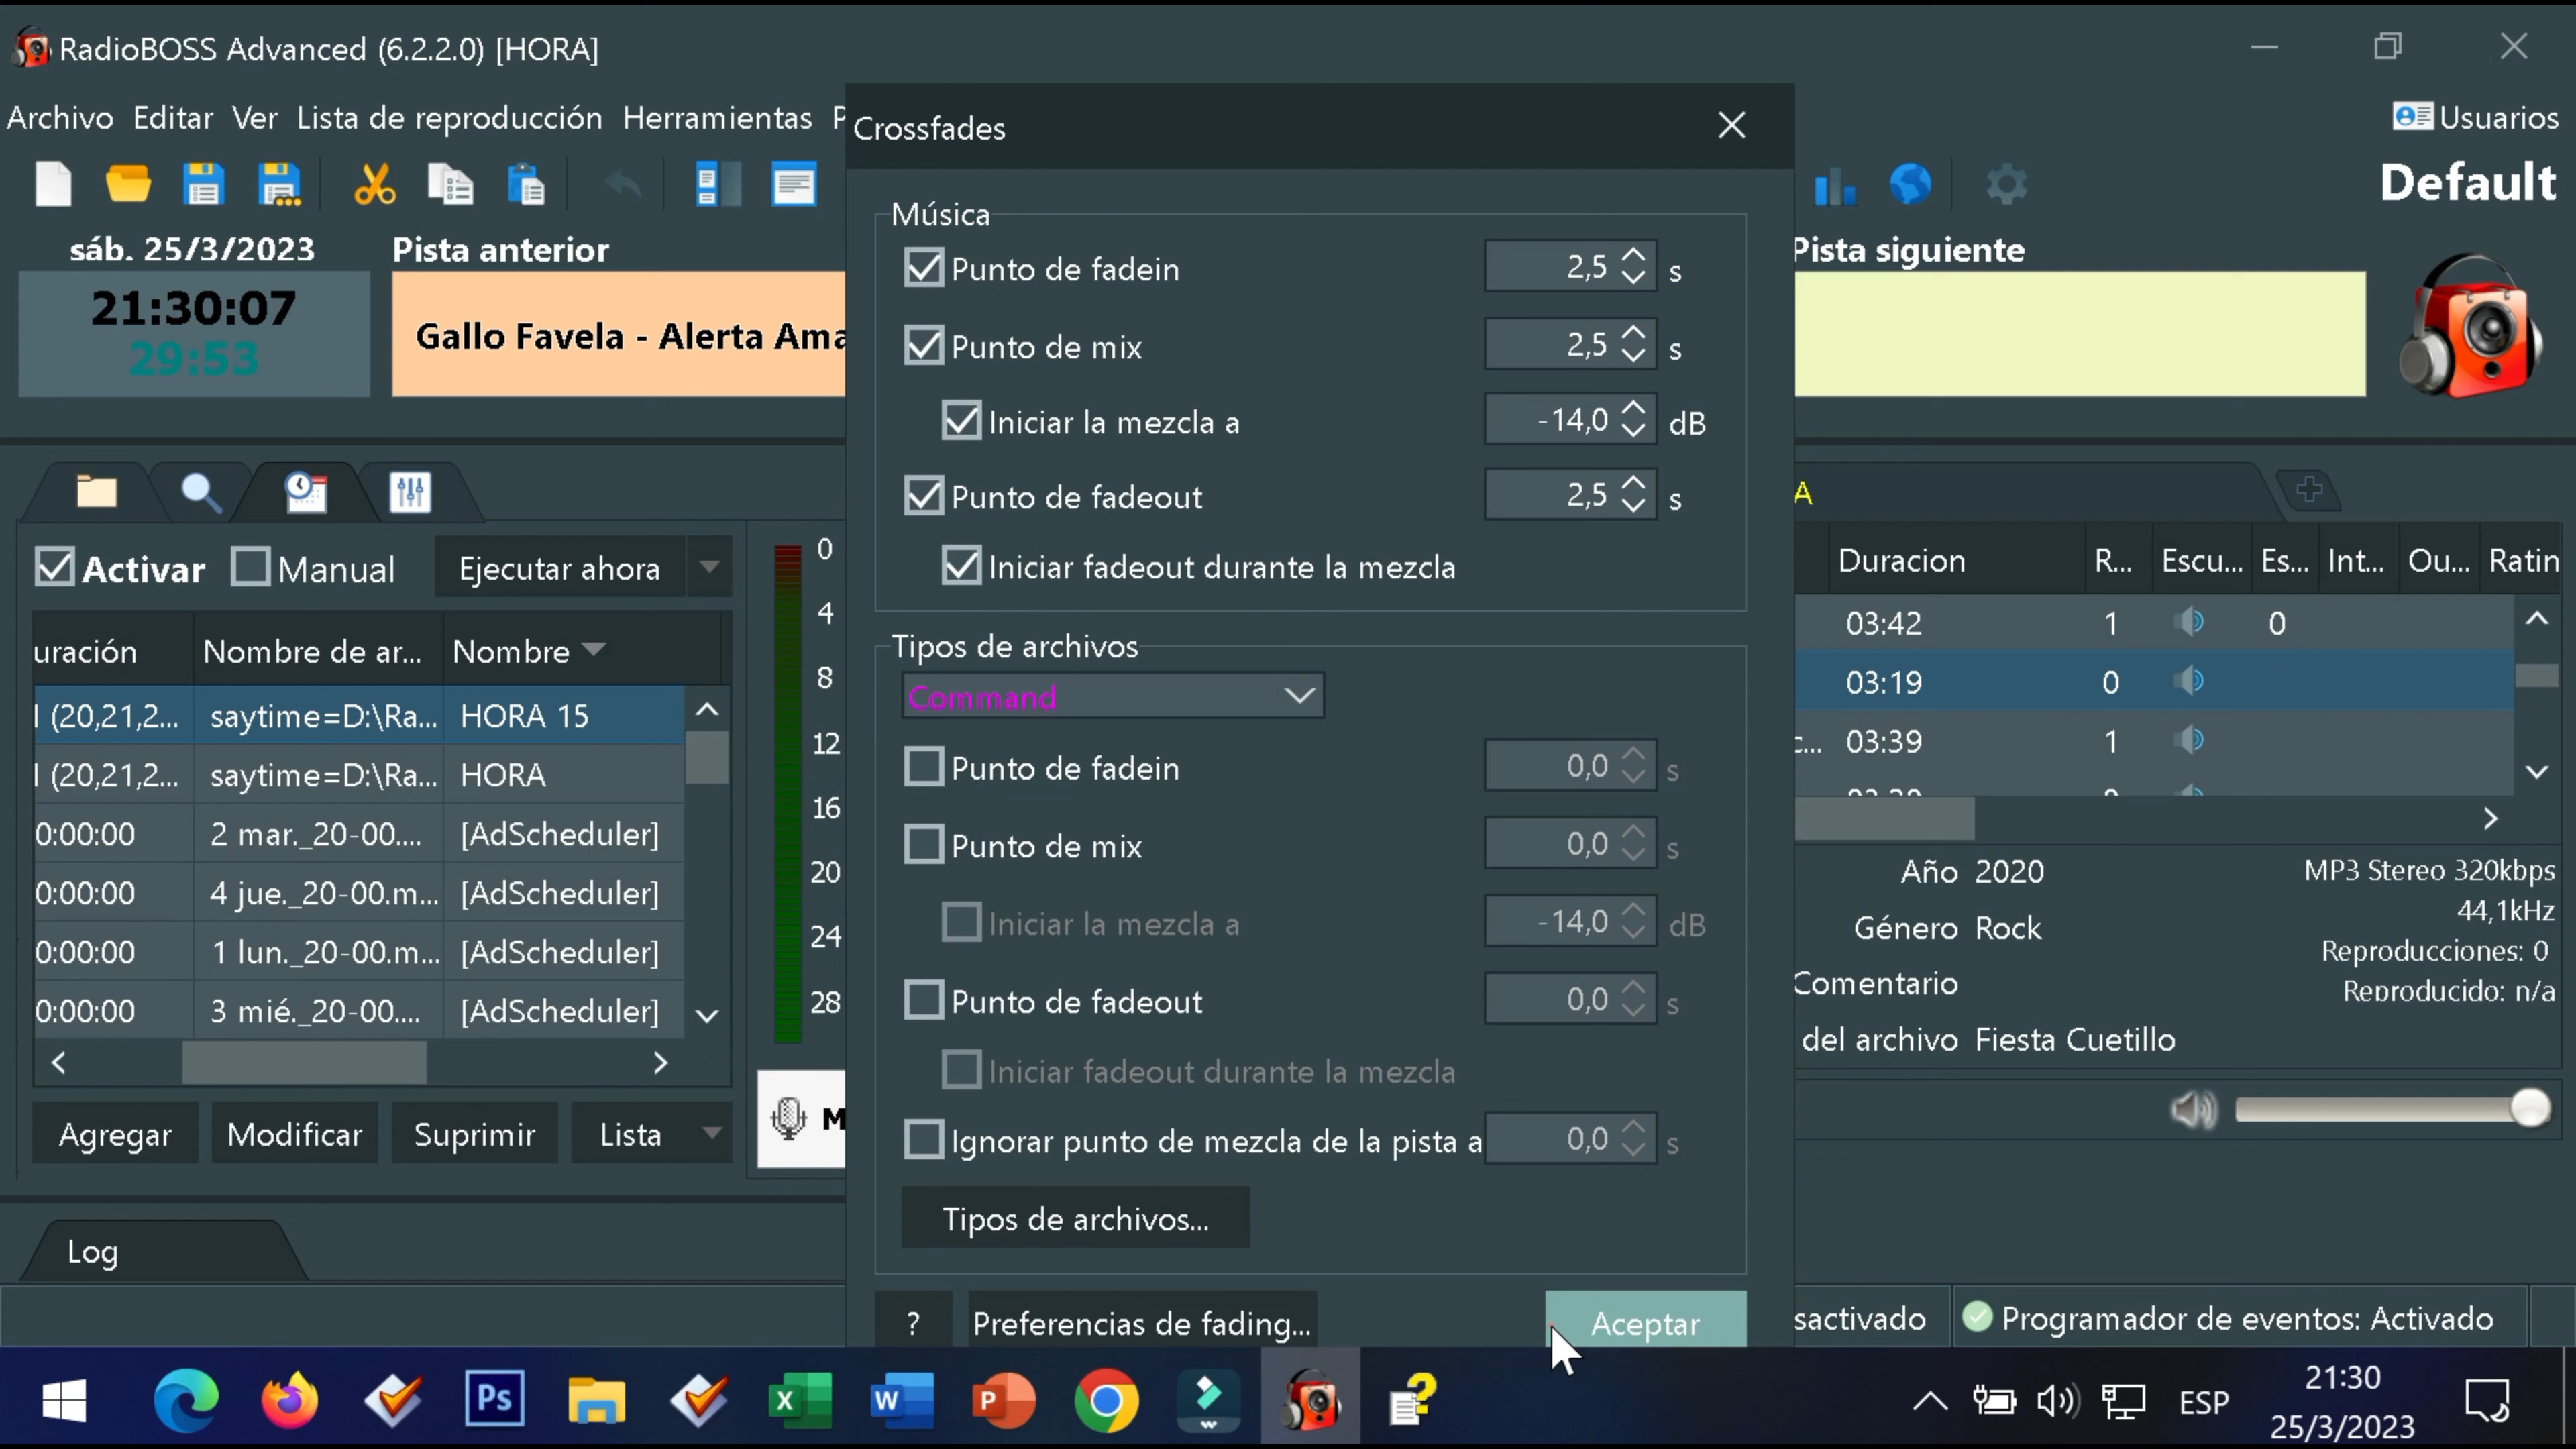 RadioBOSS Advanced (6.2.2.0) [HORA]
Archivo Editar Ver Lista de reproducción Herramientas
Usuarios
Default
sáb. 25/3/2023
21:30:07
29:53
Pista anterior
Gallo Favela - Alerta Ama
Pista siguiente
Crossfades
Música
Punto de fadein 2,5 s
Punto de mix 2,5 s
Iniciar la mezcla a -14,0 dB
Punto de fadeout 2,5 s
Iniciar fadeout durante la mezcla
Tipos de archivos
Command
Punto de fadein 0,0 s
Punto de mix 0,0 s
Iniciar la mezcla a -14,0 dB
Punto de fadeout 0,0 s
Iniciar fadeout durante la mezcla
Ignorar punto de mezcla de la pista a 0,0 s
Tipos de archivos...
? Preferencias de fading... Aceptar
Activar Manual Ejecutar ahora
uración Nombre de ar... Nombre
l (20,21,2... saytime=D:\Ra... HORA 15
l (20,21,2... saytime=D:\Ra... HORA
0:00:00 2 mar._20-00.... [AdScheduler]
0:00:00 4 jue._20-00.m... [AdScheduler]
0:00:00 1 lun._20-00.m... [AdScheduler]
0:00:00 3 mié._20-00.... [AdScheduler]
Agregar Modificar Suprimir Lista
0
4
8
12
16
20
24
28
M
Log
A
Duracion R... Escu... Es... Int... Ou... Ratin
03:42 1 0
03:19 0
c... 03:39 1
Año 2020
Género Rock
Comentario
del archivo Fiesta Cuetillo
MP3 Stereo 320kbps
44,1kHz
Reproducciones: 0
Reproducido: n/a
sactivado Programador de eventos: Activado
Ps
X
W
P
ESP
21:30
25/3/2023